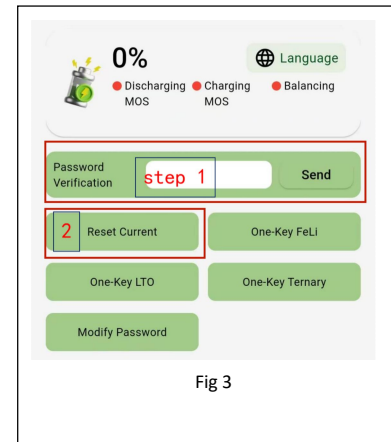 0%
Language
Discharging MOS
Charging MOS
Balancing
Password Verification
step 1
Send
2
Reset Current
One-Key FeLi
One-Key LTO
One-Key Ternary
Modify Password
Fig 3